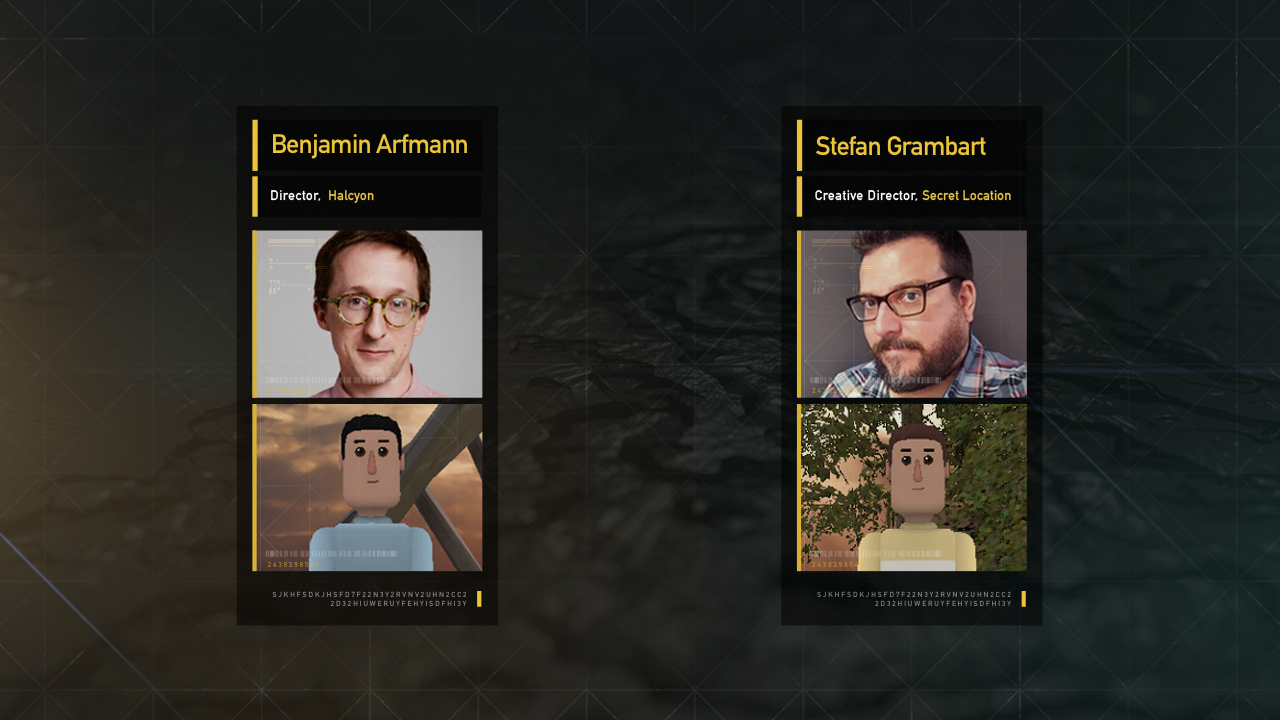 Benjamin Arfmann
Director, Halcyon
SJKHFSDKJHSFD7F22N3Y2RVNV2UHN2CC2
2D32HIUWERUYFEHYISDFHI3Y
Stefan Grambart
Creative Director, Secret Location
SJKHFSDKJHSFD7F22N3Y2RVNV2UHN2CC2
2D32HIUWERUYFEHYISDFHI3Y